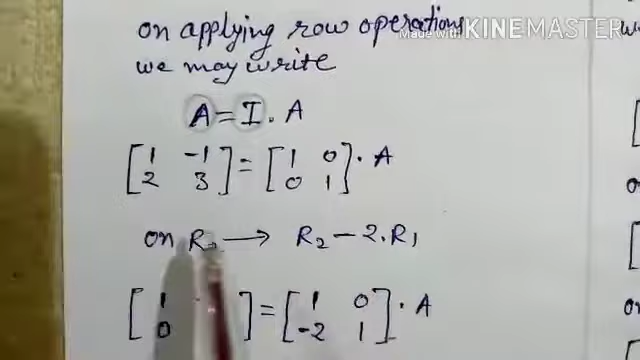 on applying row operations
Made with KINEMASTER
we may write
A = I . A
[1 -1
2 3] = [1 0
0 1] . A
on R₂ → R₂ - 2.R₁
[1
0 ] = [1 0
-2 1] . A